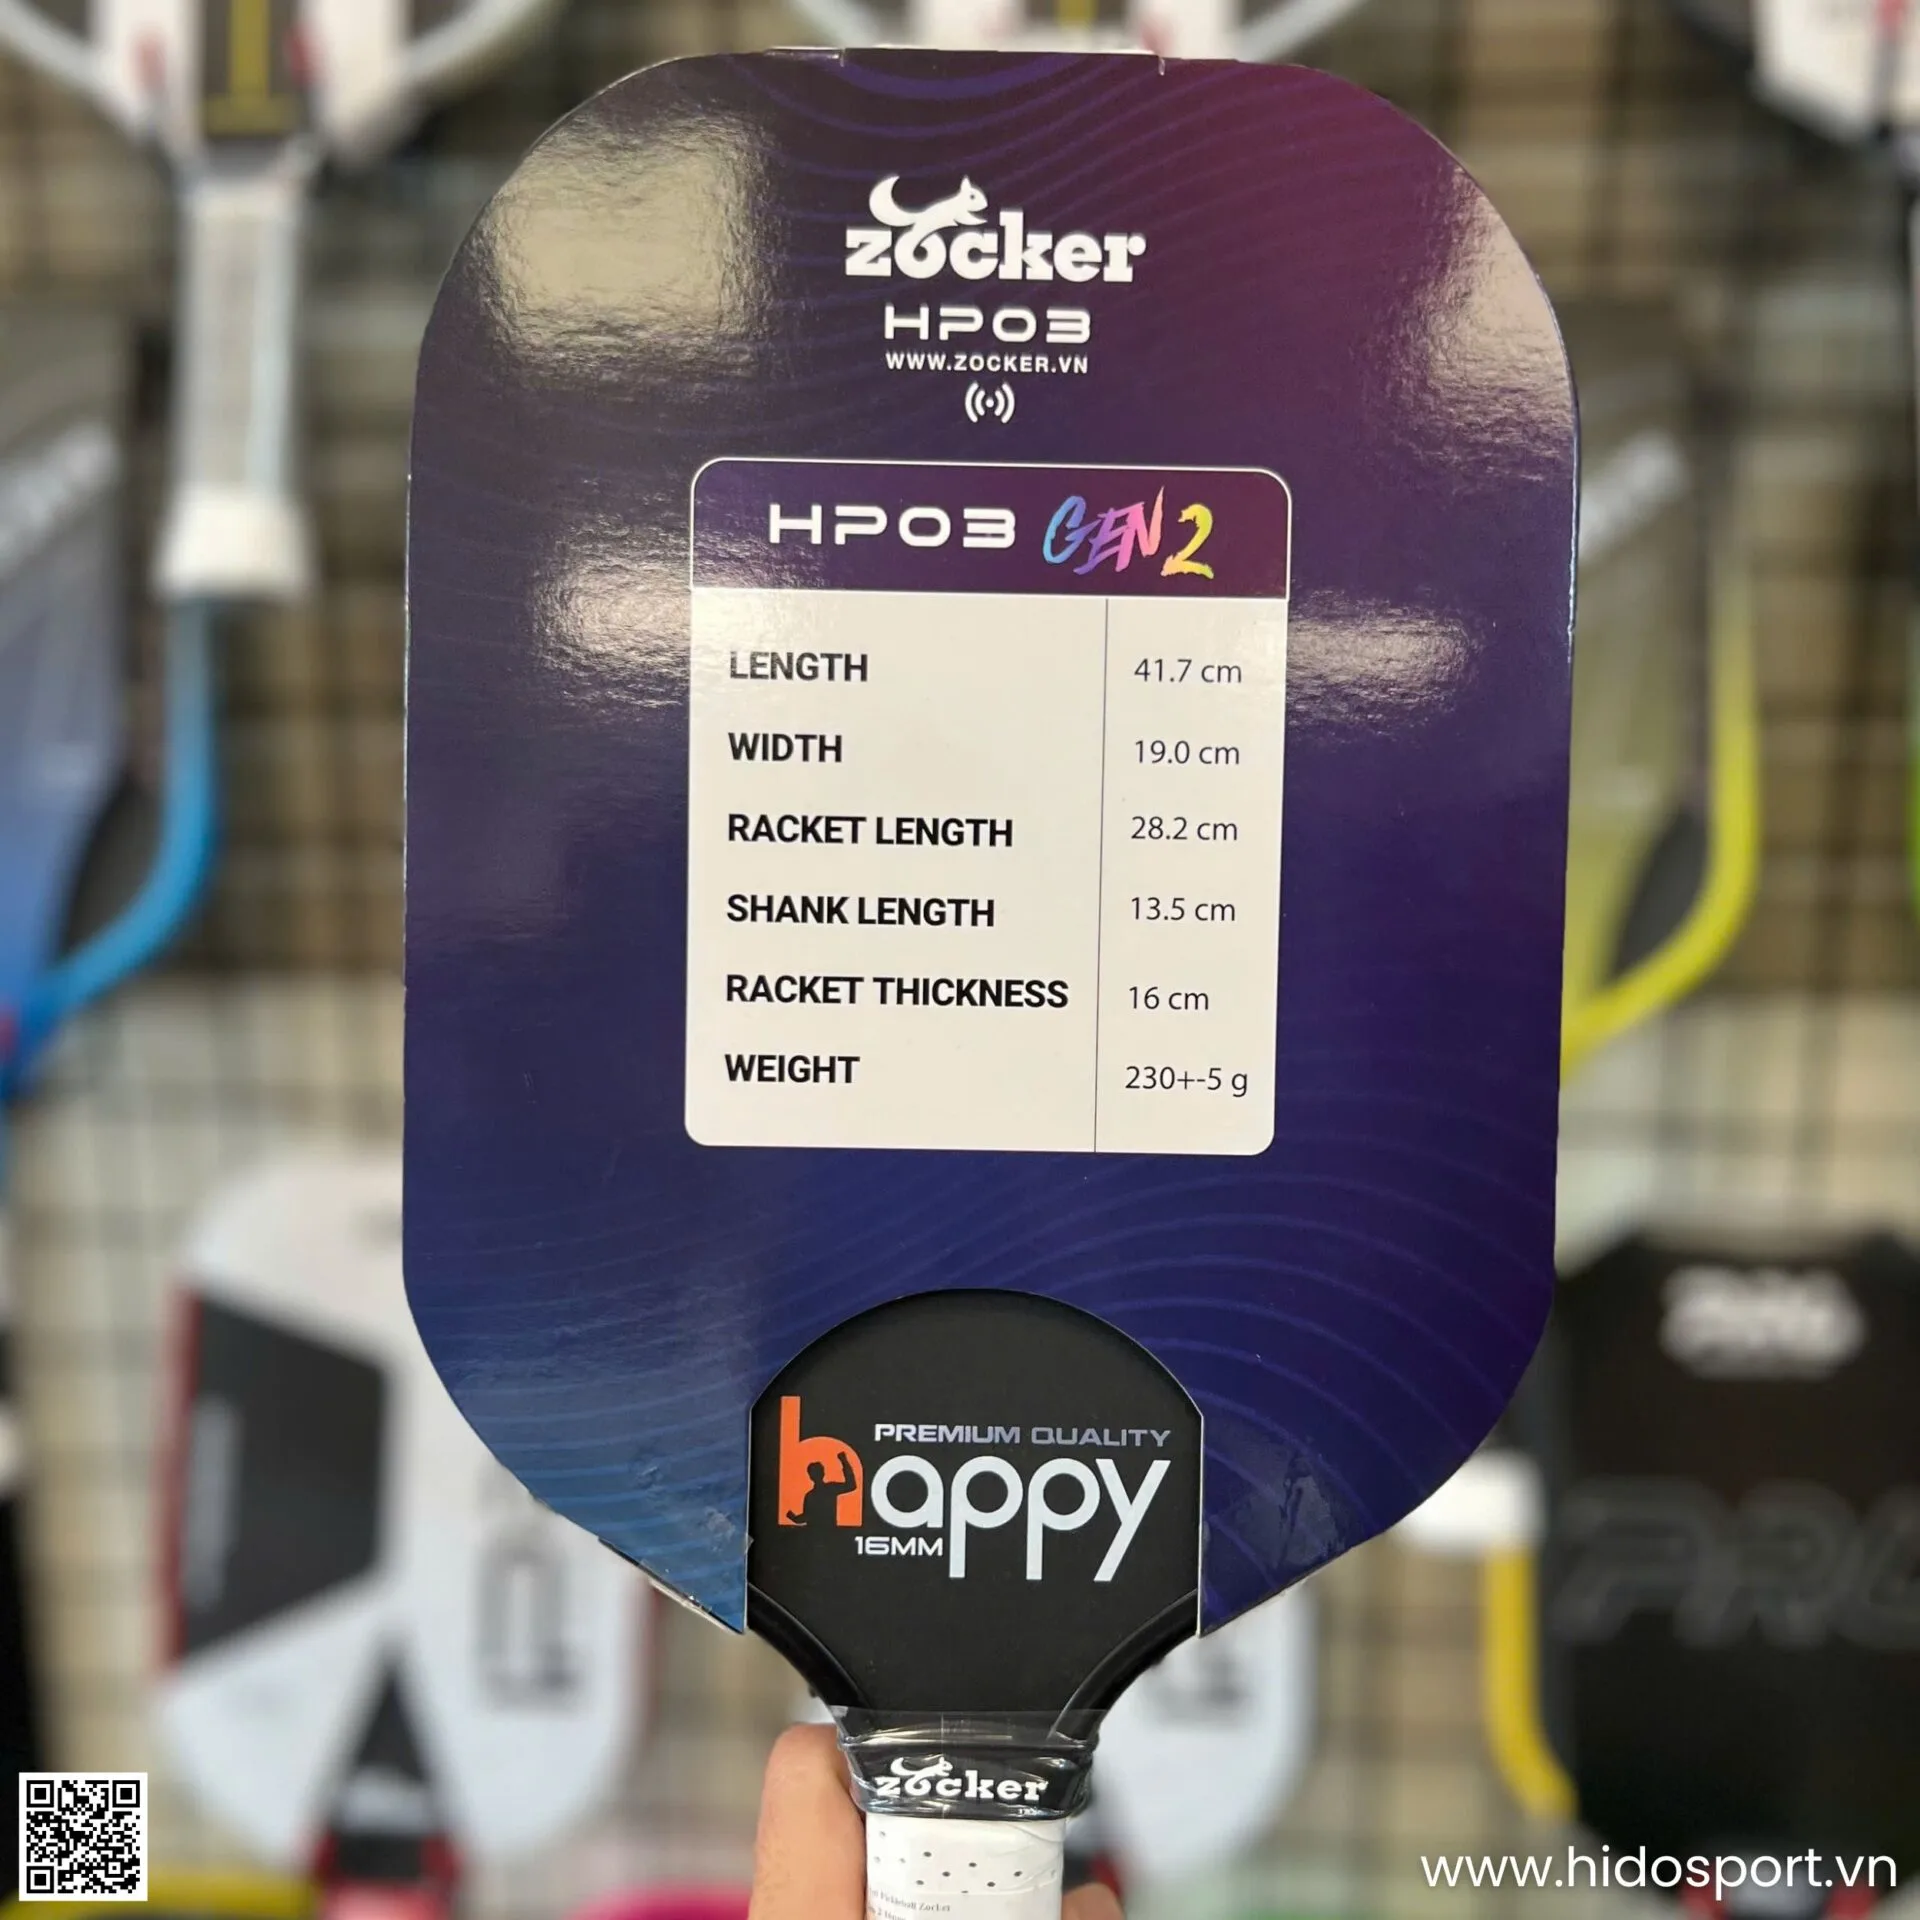 zocker
HP03
WWW.ZOCKER.VN
HP03 GEN 2
LENGTH 41.7 cm
WIDTH 19.0 cm
RACKET LENGTH 28.2 cm
SHANK LENGTH 13.5 cm
RACKET THICKNESS 16 cm
WEIGHT 230+-5 g
PREMIUM QUALITY
happy
16MM
zocker
Pickleball Zocker
www.hidosport.vn